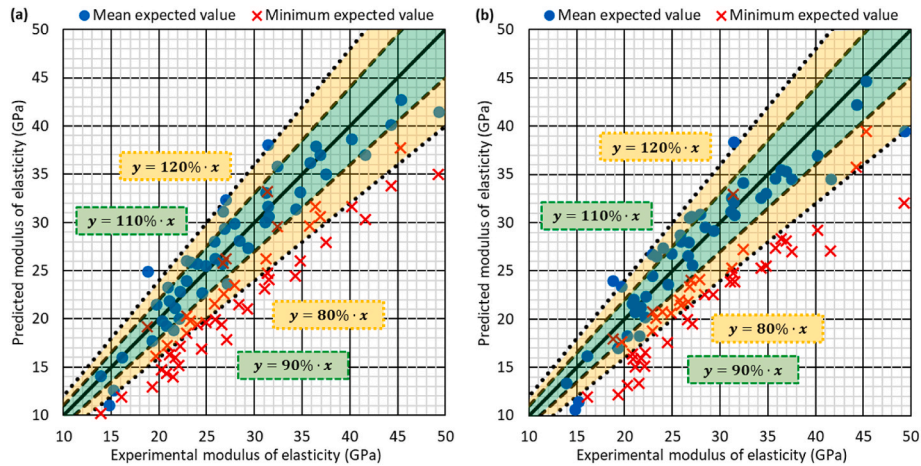 (a) Mean expected value Minimum expected value
50
45
40
35
30
25
20
15
10
Predicted modulus of elasticity (GPa)
y = 120% · x
y = 110% · x
y = 80% · x
y = 90% · x
10 15 20 25 30 35 40 45 50
Experimental modulus of elasticity (GPa)
(b) Mean expected value Minimum expected value
50
45
40
35
30
25
20
15
10
Predicted modulus of elasticity (GPa)
y = 120% · x
y = 110% · x
y = 80% · x
y = 90% · x
10 15 20 25 30 35 40 45 50
Experimental modulus of elasticity (GPa)